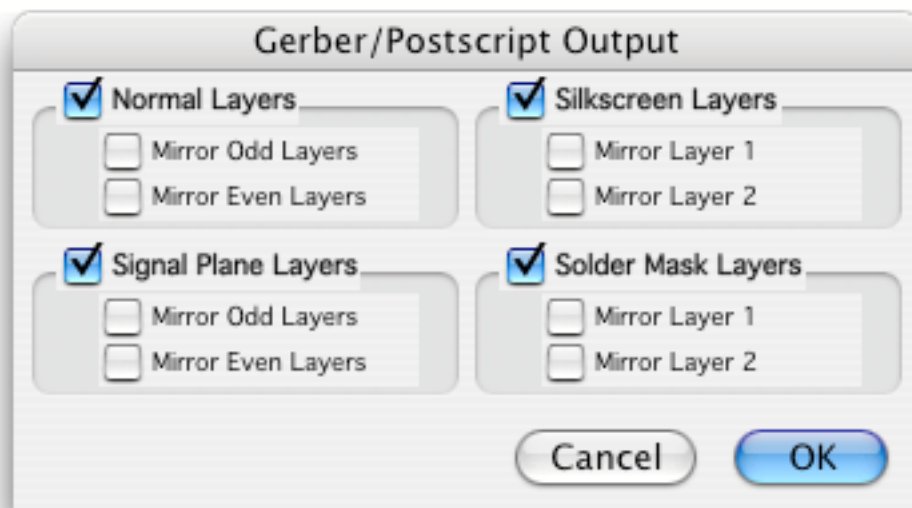 Gerber/Postscript Output
Normal Layers
Mirror Odd Layers
Mirror Even Layers
Silkscreen Layers
Mirror Layer 1
Mirror Layer 2
Signal Plane Layers
Mirror Odd Layers
Mirror Even Layers
Solder Mask Layers
Mirror Layer 1
Mirror Layer 2
Cancel
OK